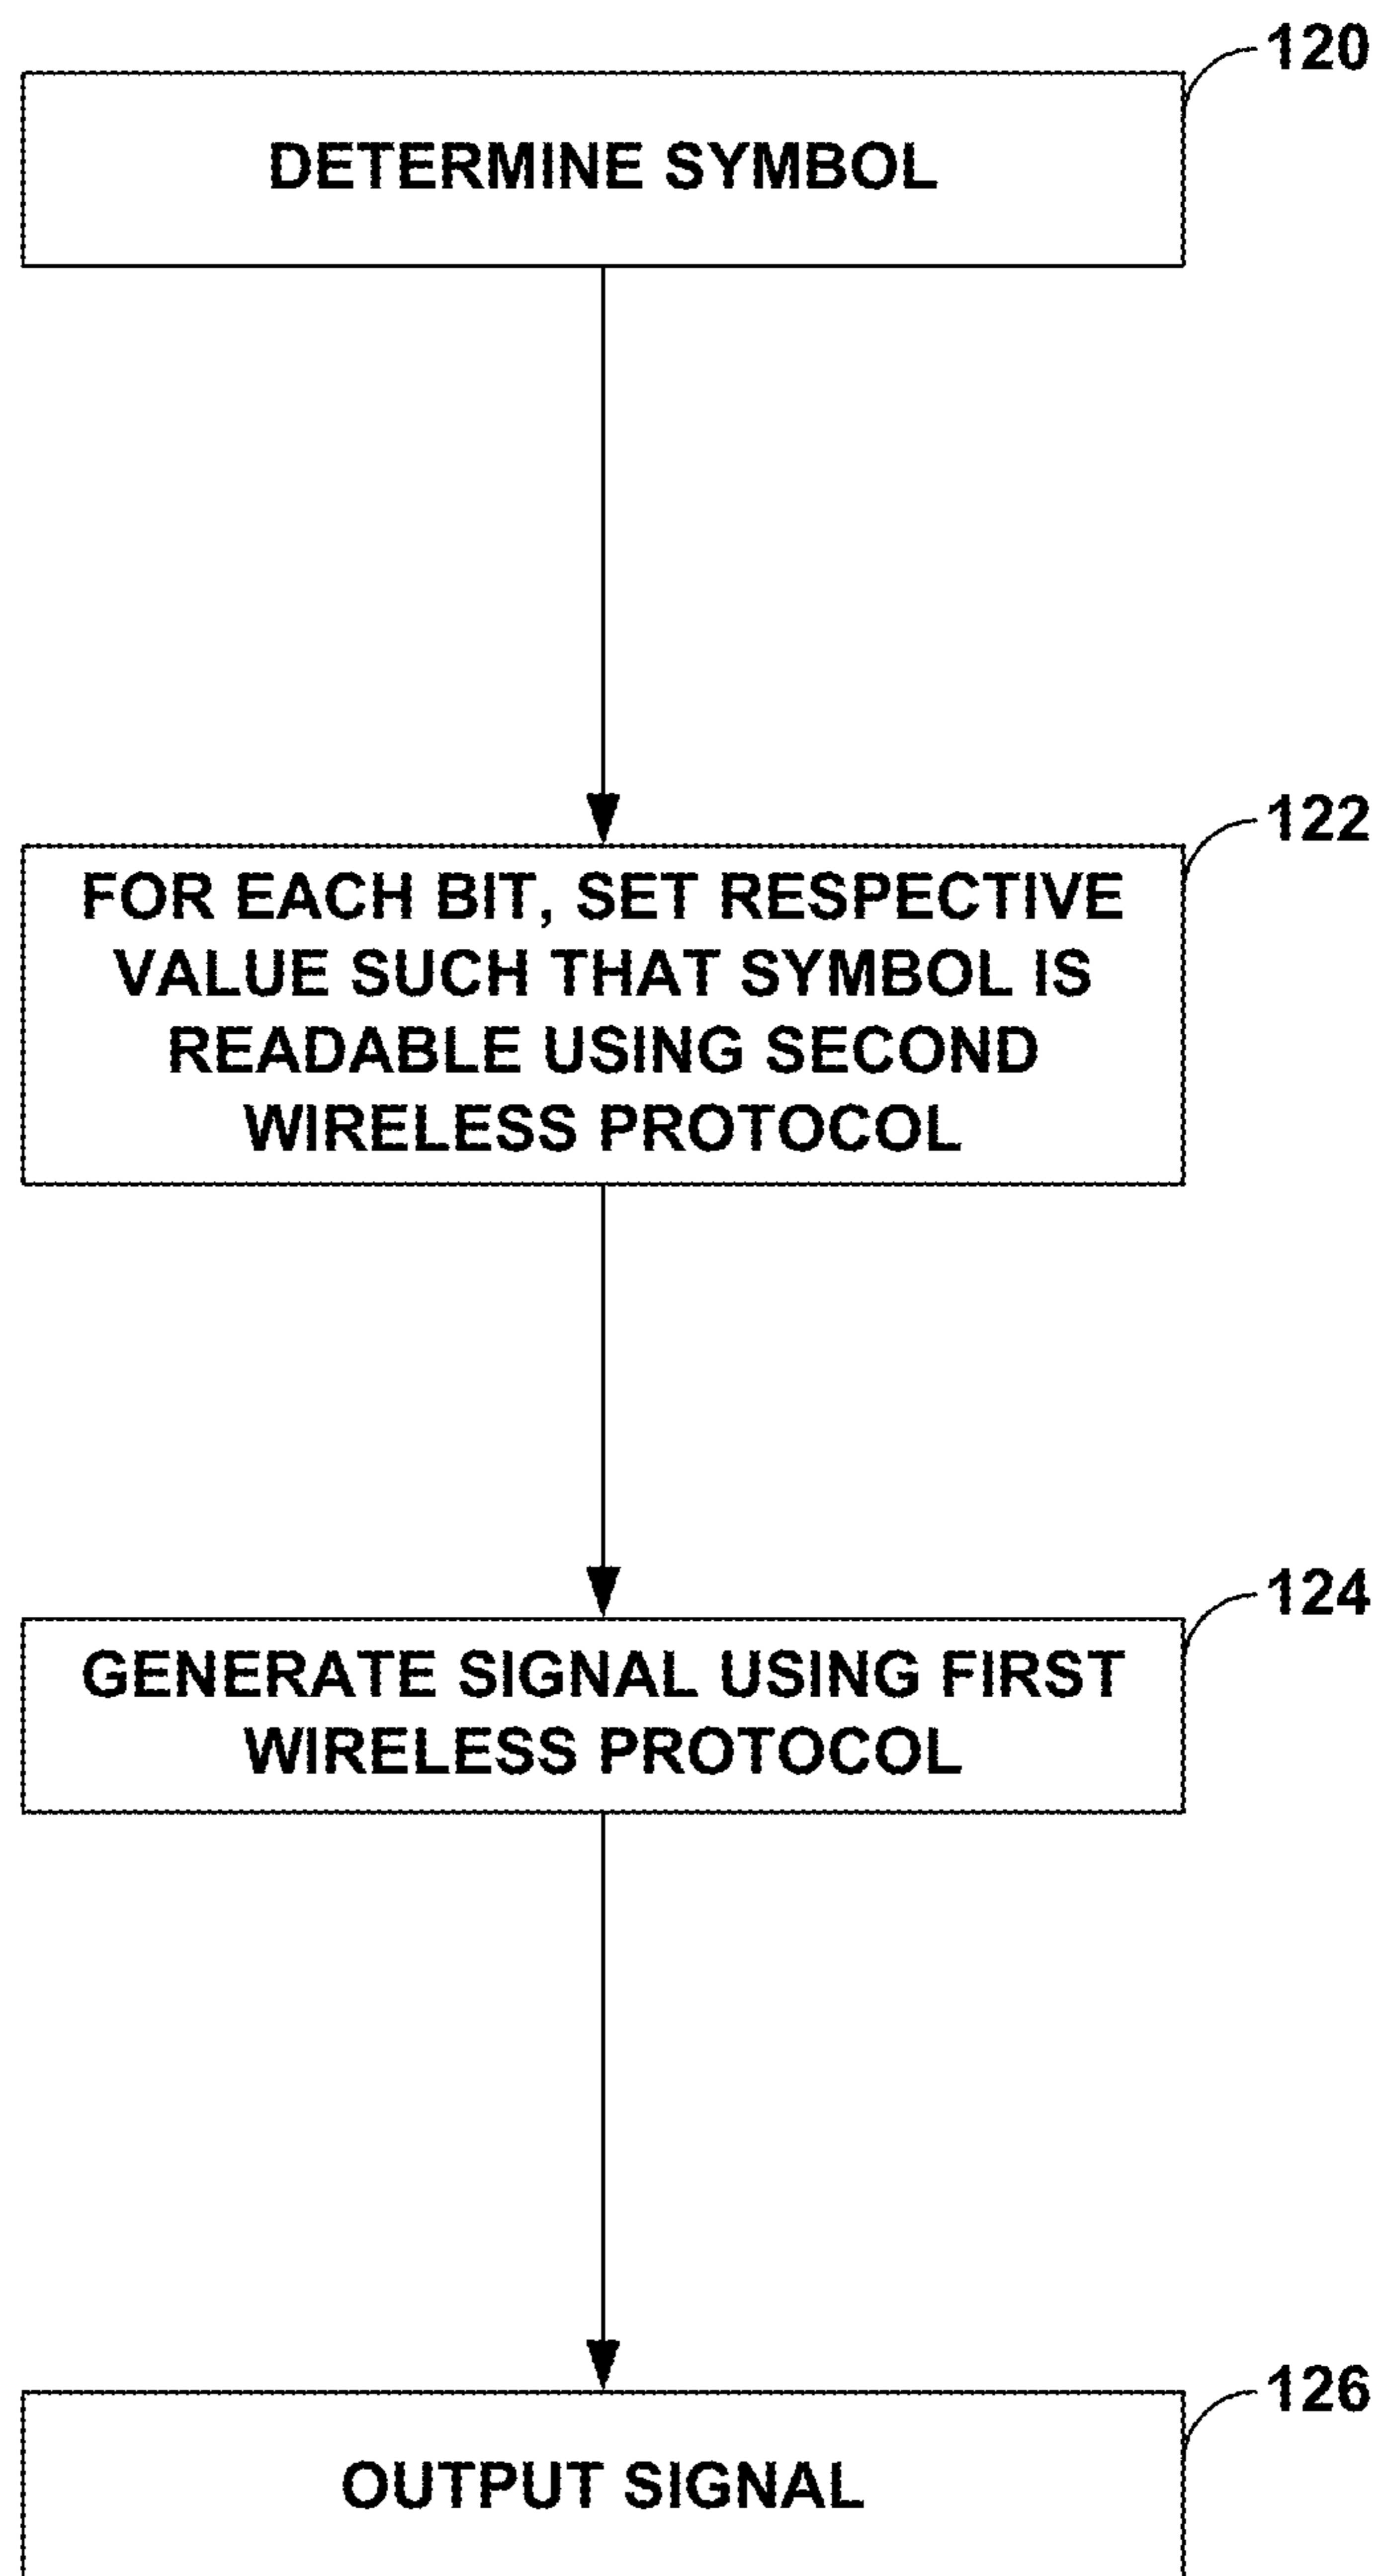 120
DETERMINE SYMBOL
122
FOR EACH BIT, SET RESPECTIVE
VALUE SUCH THAT SYMBOL IS
READABLE USING SECOND
WIRELESS PROTOCOL
124
GENERATE SIGNAL USING FIRST
WIRELESS PROTOCOL
126
OUTPUT SIGNAL